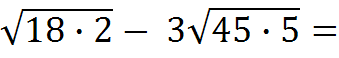 √18 · 2 − 3√45 · 5 =